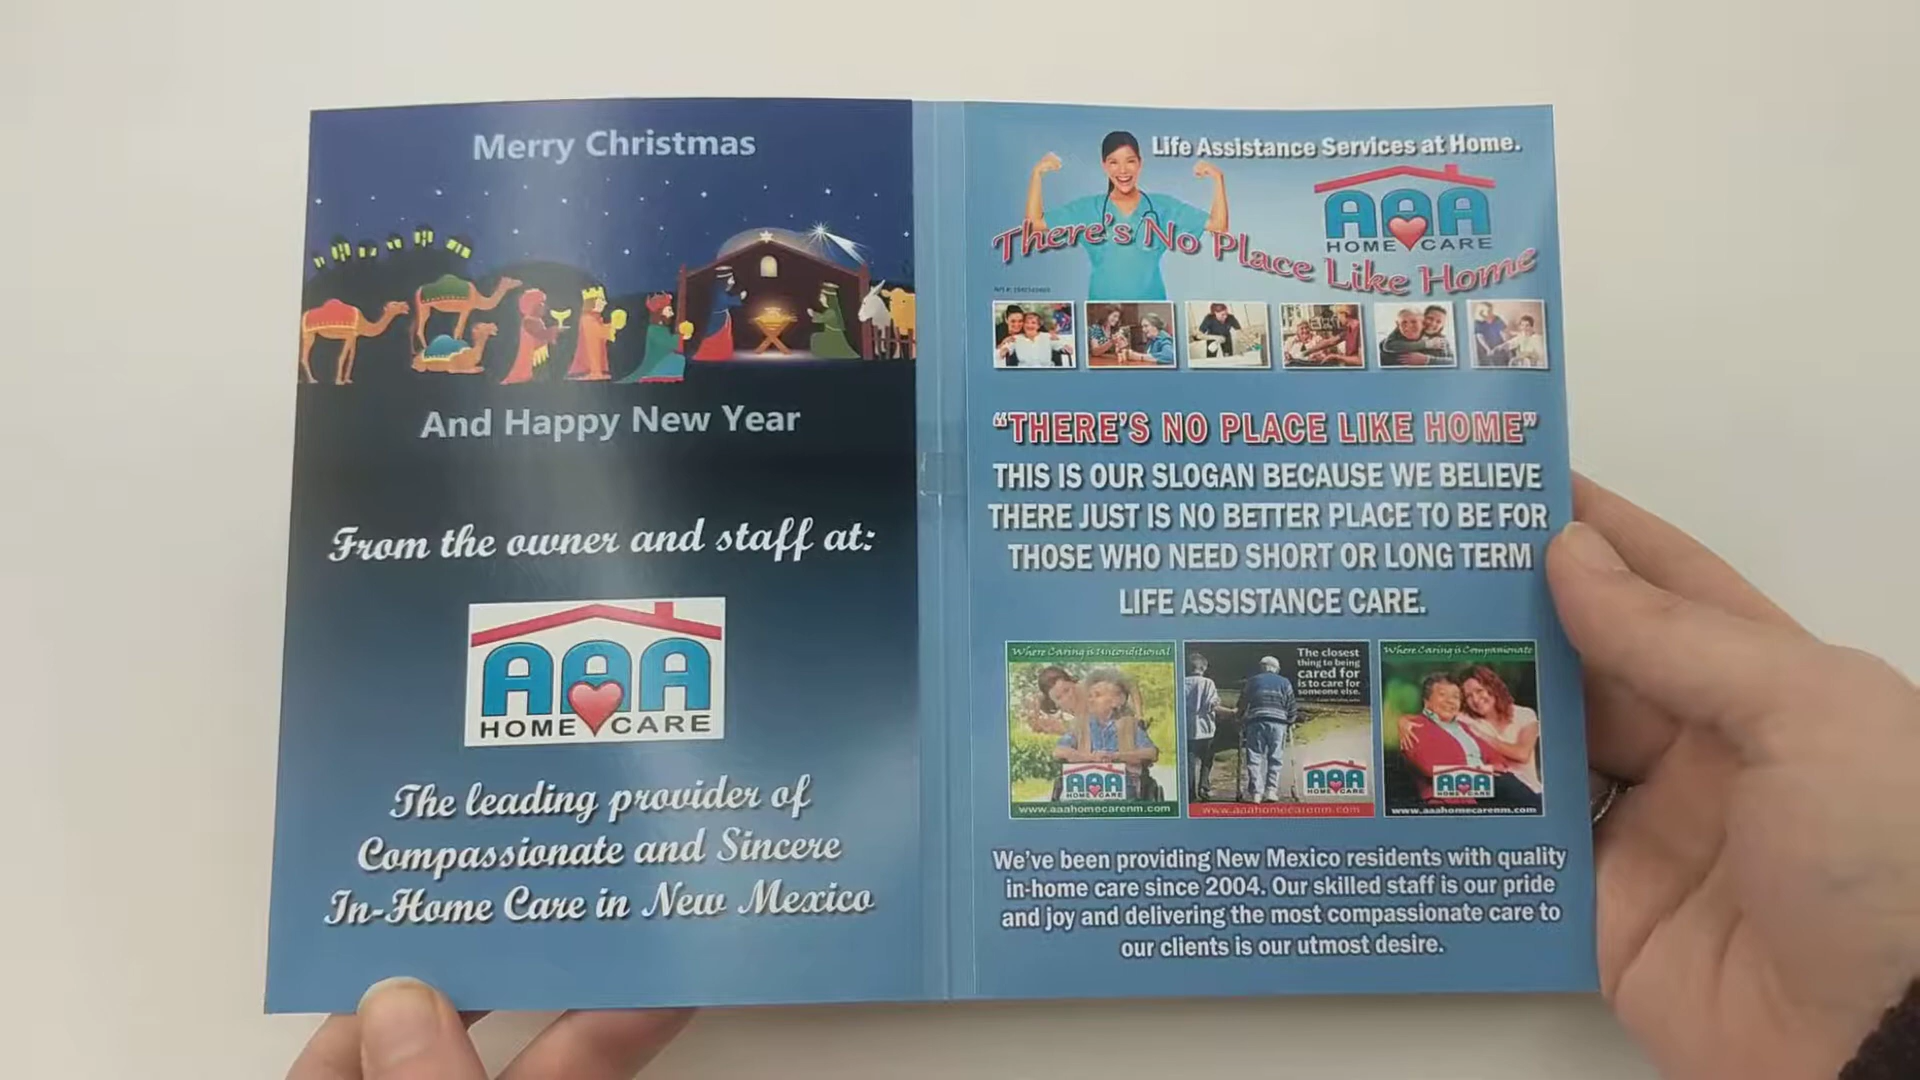 Merry Christmas
And Happy New Year
From the owner and staff at:
AAA
HOME CARE
The leading provider of
Compassionate and Sincere
In-Home Care in New Mexico
Life Assistance Services at Home.
AAA
HOME CARE
There's No Place Like Home
"THERE'S NO PLACE LIKE HOME"
THIS IS OUR SLOGAN BECAUSE WE BELIEVE
THERE JUST IS NO BETTER PLACE TO BE FOR
THOSE WHO NEED SHORT OR LONG TERM
LIFE ASSISTANCE CARE.
Where Caring is Unconditional
AAA
HOME CARE
www.aaahomecarenm.com
The closest
thing to being
cared for
is to care for
someone else.
AAA
HOME CARE
www.aaahomecarenm.com
Where Caring is Compassionate
AAA
HOME CARE
www.aaahomecarenm.com
We've been providing New Mexico residents with quality
in-home care since 2004. Our skilled staff is our pride
and joy and delivering the most compassionate care to
our clients is our utmost desire.